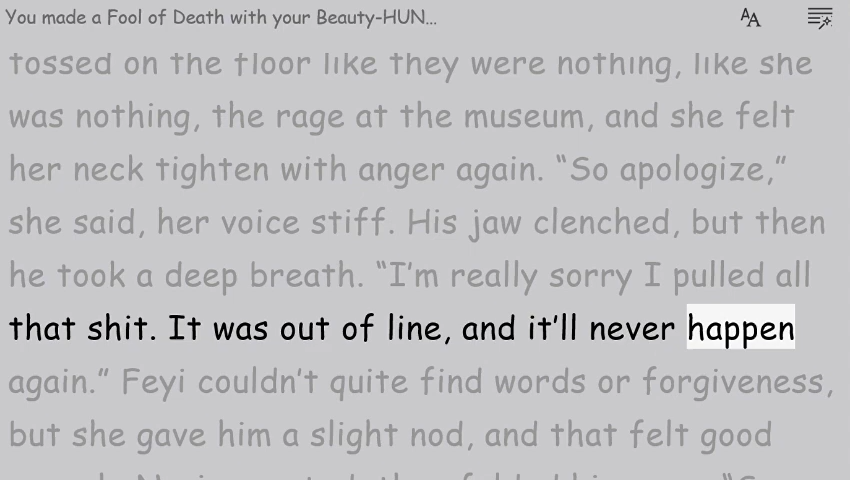 You made a Fool of Death with your Beauty-HUN...
AA
tossed on the floor like they were nothing, like she
was nothing, the rage at the museum, and she felt
her neck tighten with anger again. “So apologize,”
she said, her voice stiff. His jaw clenched, but then
he took a deep breath. “I’m really sorry I pulled all
that shit. It was out of line, and it’ll never happen
again.” Feyi couldn’t quite find words or forgiveness,
but she gave him a slight nod, and that felt good